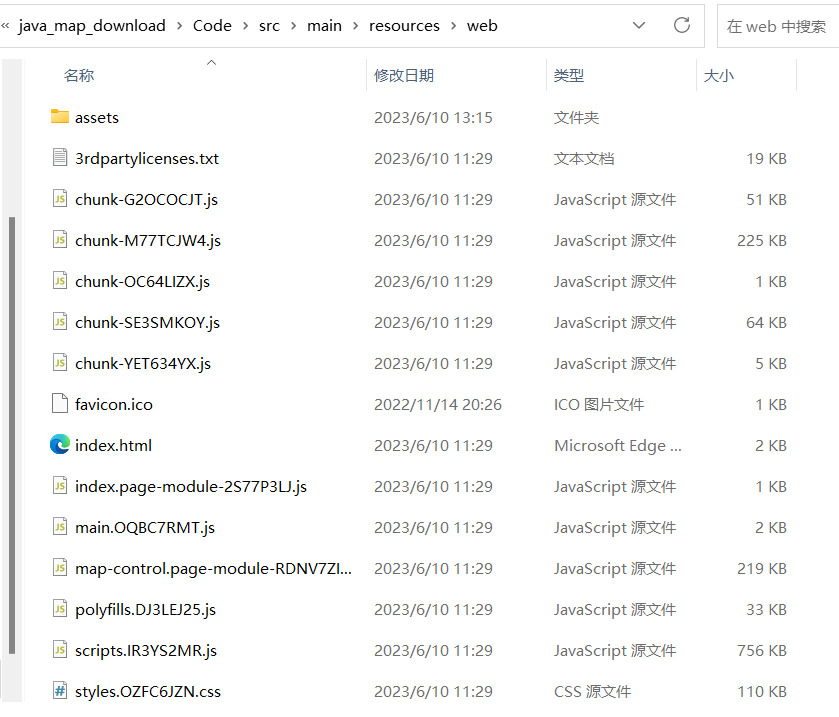 « java_map_download › Code › src › main › resources › web 在 web 中搜索
名称 修改日期 类型 大小
assets 2023/6/10 13:15 文件夹
3rdpartylicenses.txt 2023/6/10 11:29 文本文档 19 KB
chunk-G2OCOCJT.js 2023/6/10 11:29 JavaScript 源文件 51 KB
chunk-M77TCJW4.js 2023/6/10 11:29 JavaScript 源文件 225 KB
chunk-OC64LIZX.js 2023/6/10 11:29 JavaScript 源文件 1 KB
chunk-SE3SMKOY.js 2023/6/10 11:29 JavaScript 源文件 64 KB
chunk-YET634YX.js 2023/6/10 11:29 JavaScript 源文件 5 KB
favicon.ico 2022/11/14 20:26 ICO 图片文件 1 KB
index.html 2023/6/10 11:29 Microsoft Edge ... 2 KB
index.page-module-2S77P3LJ.js 2023/6/10 11:29 JavaScript 源文件 1 KB
main.OQBC7RMT.js 2023/6/10 11:29 JavaScript 源文件 2 KB
map-control.page-module-RDNV7ZI... 2023/6/10 11:29 JavaScript 源文件 219 KB
polyfills.DJ3LEJ25.js 2023/6/10 11:29 JavaScript 源文件 33 KB
scripts.IR3YS2MR.js 2023/6/10 11:29 JavaScript 源文件 756 KB
styles.OZFC6JZN.css 2023/6/10 11:29 CSS 源文件 110 KB